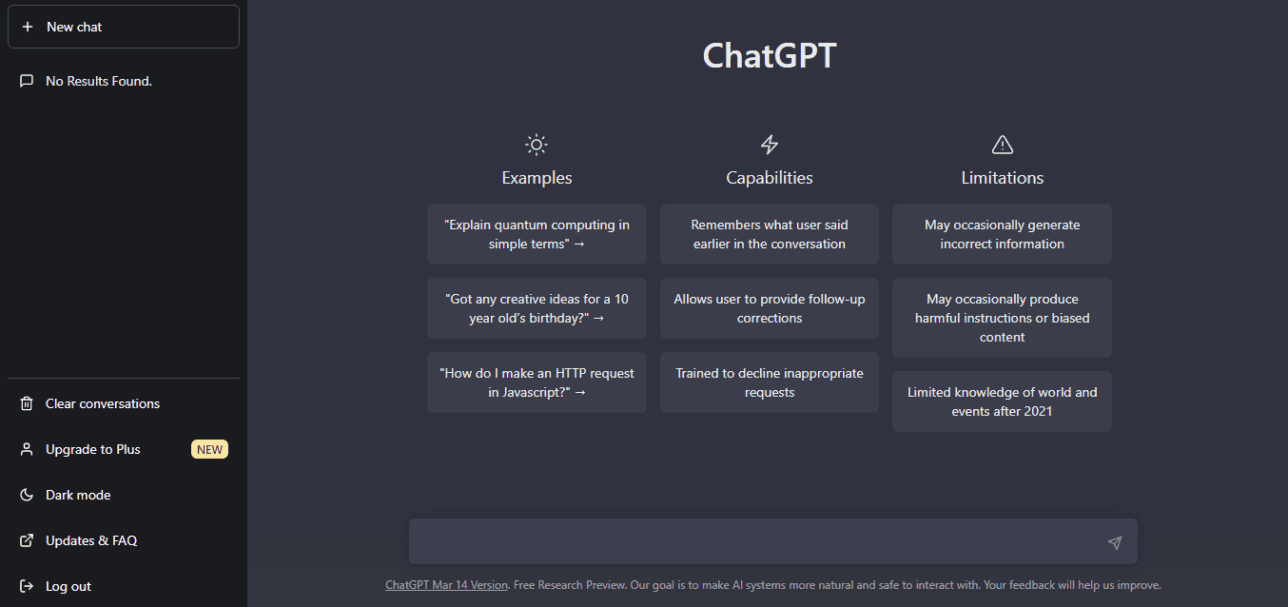 New chat
No Results Found.
Clear conversations
Upgrade to Plus NEW
Dark mode
Updates & FAQ
Log out
ChatGPT
Examples
"Explain quantum computing in
simple terms" →
"Got any creative ideas for a 10
year old's birthday?" →
"How do I make an HTTP request
in Javascript?" →
Capabilities
Remembers what user said
earlier in the conversation
Allows user to provide follow-up
corrections
Trained to decline inappropriate
requests
Limitations
May occasionally generate
incorrect information
May occasionally produce
harmful instructions or biased
content
Limited knowledge of world and
events after 2021
ChatGPT Mar 14 Version. Free Research Preview. Our goal is to make AI systems more natural and safe to interact with. Your feedback will help us improve.